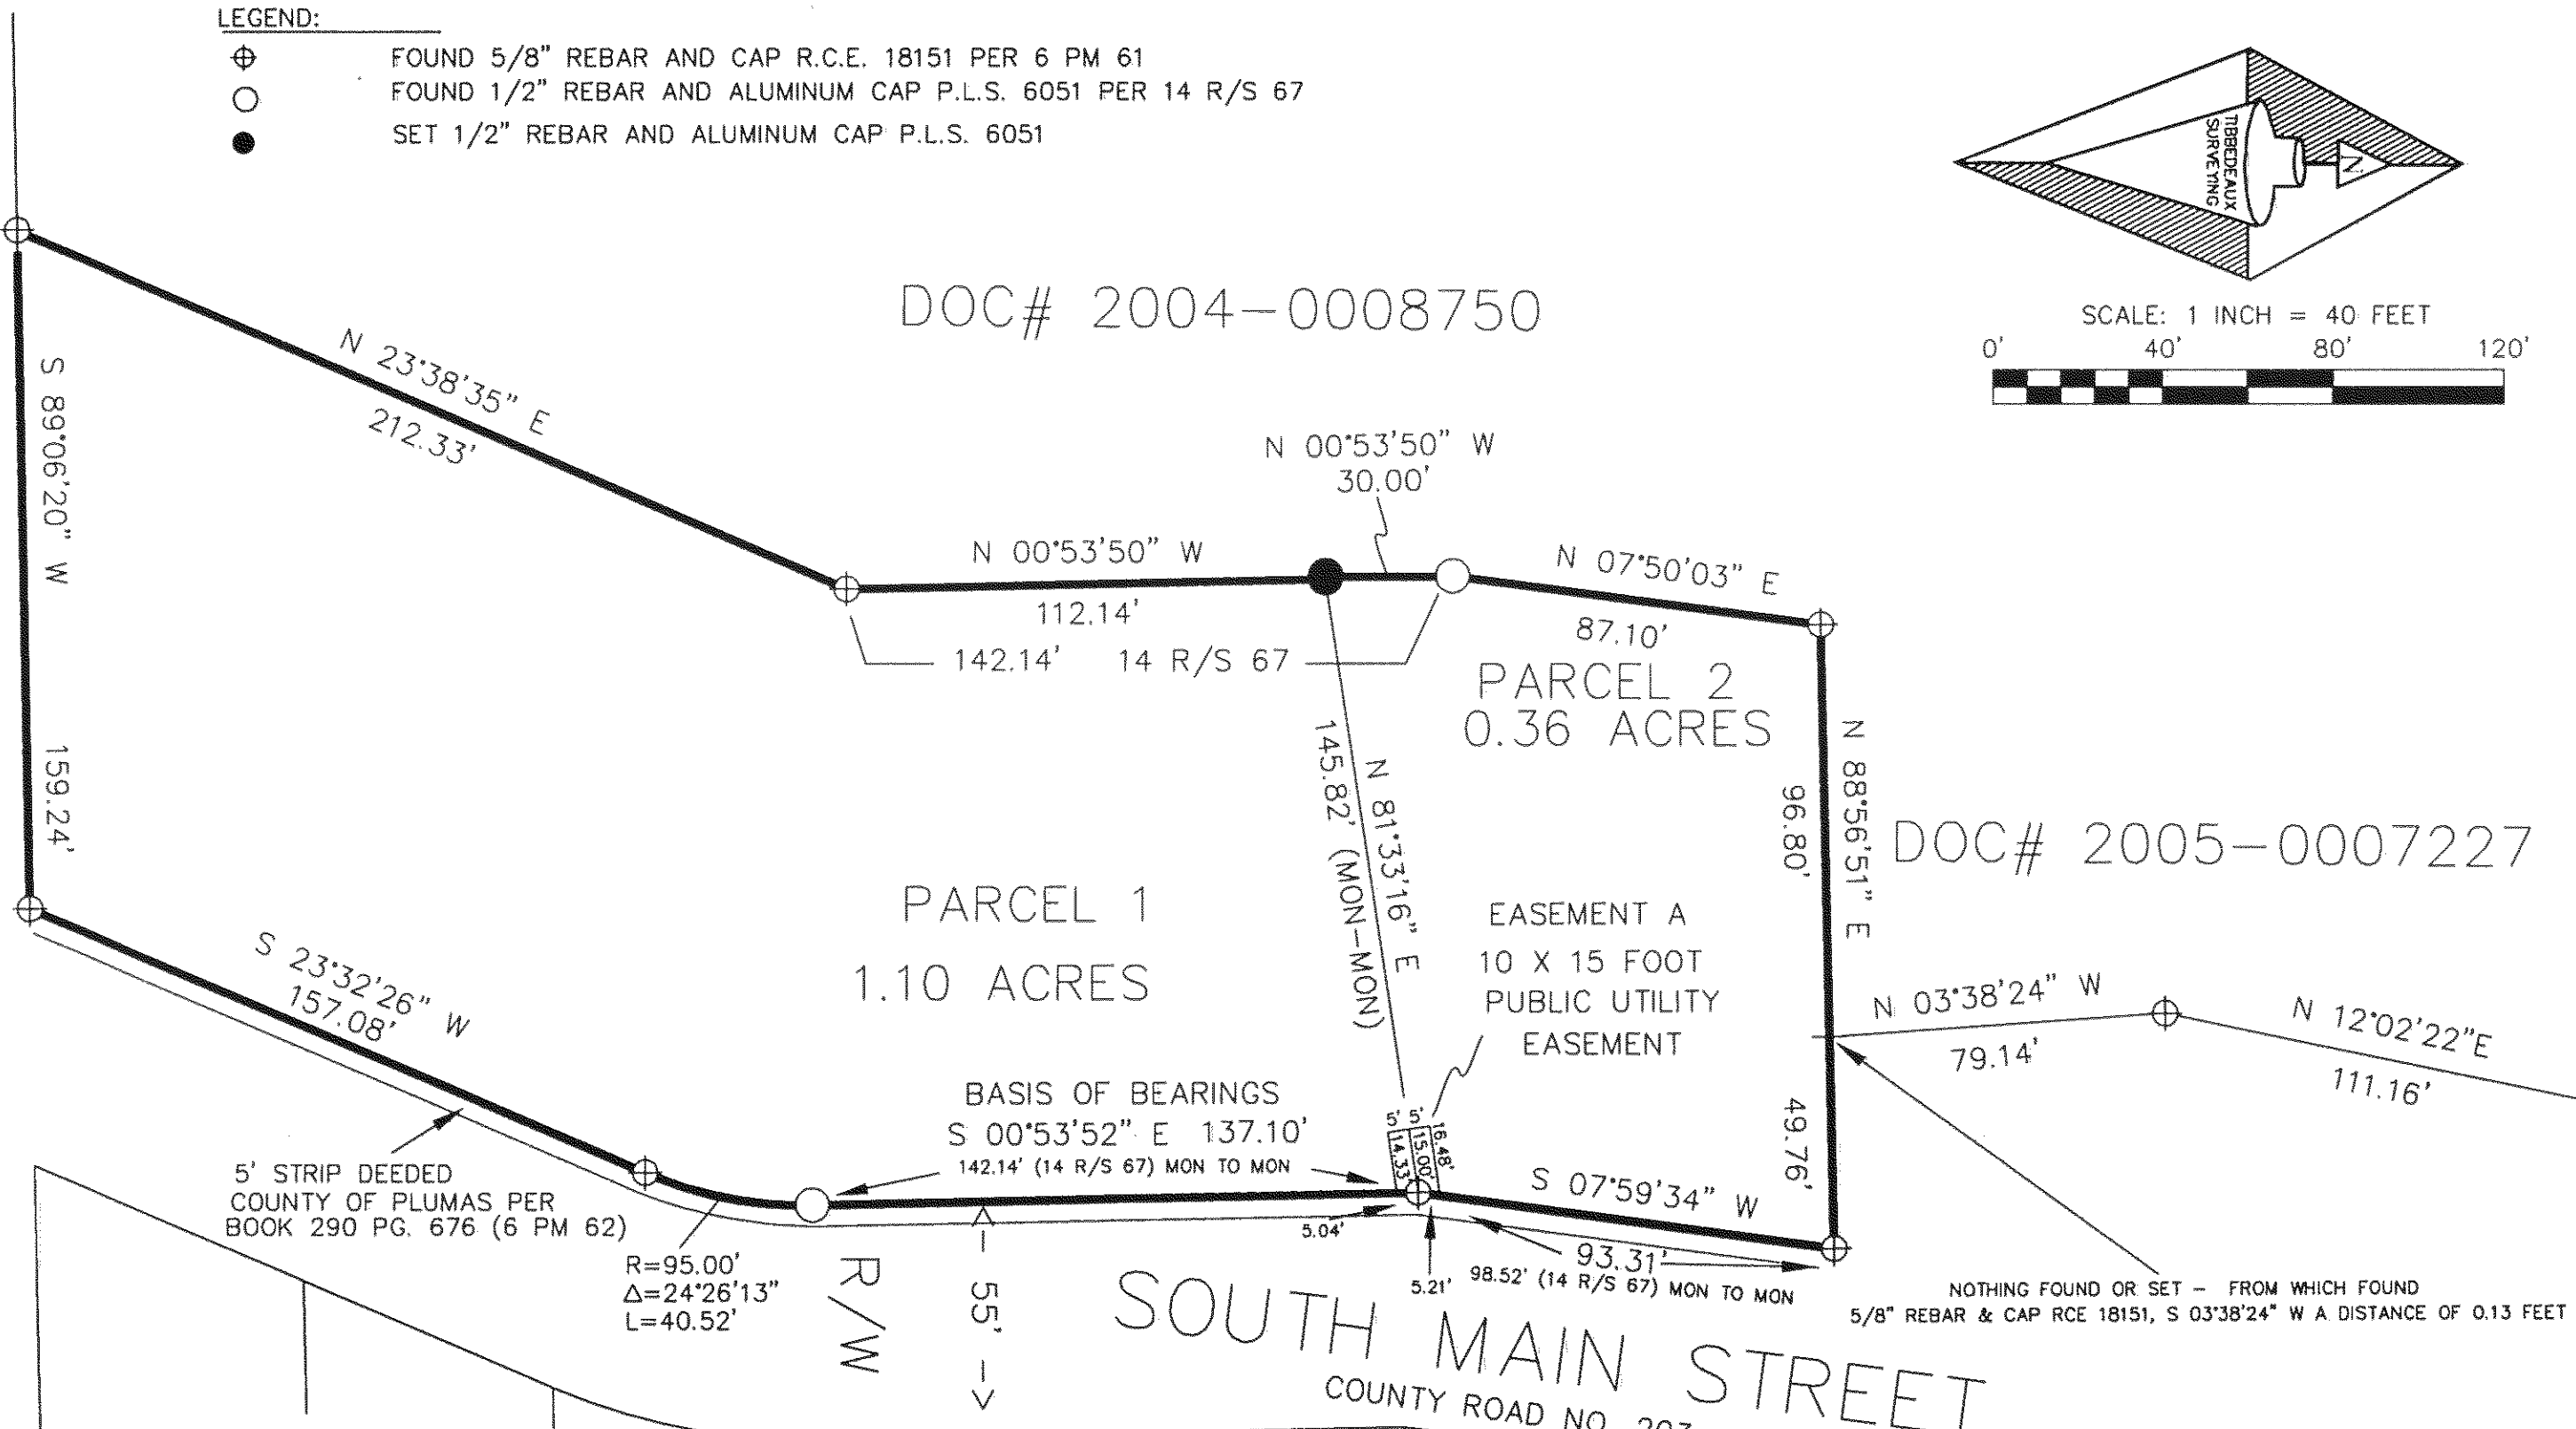 LEGEND:
FOUND 5/8" REBAR AND CAP R.C.E. 18151 PER 6 PM 61
FOUND 1/2" REBAR AND ALUMINUM CAP P.L.S. 6051 PER 14 R/S 67
SET 1/2" REBAR AND ALUMINUM CAP P.L.S. 6051
TIBBEDEAUX
SURVEYING
N
SCALE: 1 INCH = 40 FEET
0' 40' 80' 120'
DOC# 2004-0008750
N 23°38'35" E
212.33'
S 89°06'20" W
159.24'
N 00°53'50" W
30.00'
N 00°53'50" W
112.14'
142.14' 14 R/S 67
N 07°50'03" E
87.10'
PARCEL 2
0.36 ACRES
N 81°33'16" E
145.82' (MON-MON)
N 88°56'51" E
96.80'
49.76'
DOC# 2005-0007227
PARCEL 1
1.10 ACRES
EASEMENT A
10 X 15 FOOT
PUBLIC UTILITY
EASEMENT
N 03°38'24" W
79.14'
N 12°02'22"E
111.16'
S 23°32'26" W
157.08'
BASIS OF BEARINGS
S 00°53'52" E 137.10'
142.14' (14 R/S 67) MON TO MON
5' 5'
14.33'
15.00'
16.48'
S 07°59'34" W
93.31'
98.52' (14 R/S 67) MON TO MON
5.04'
5.21'
5' STRIP DEEDED
COUNTY OF PLUMAS PER
BOOK 290 PG. 676 (6 PM 62)
R=95.00'
Δ=24°26'13"
L=40.52'
R/W
55'
NOTHING FOUND OR SET - FROM WHICH FOUND
5/8" REBAR & CAP RCE 18151, S 03°38'24" W A DISTANCE OF 0.13 FEET
SOUTH MAIN STREET
COUNTY ROAD NO.